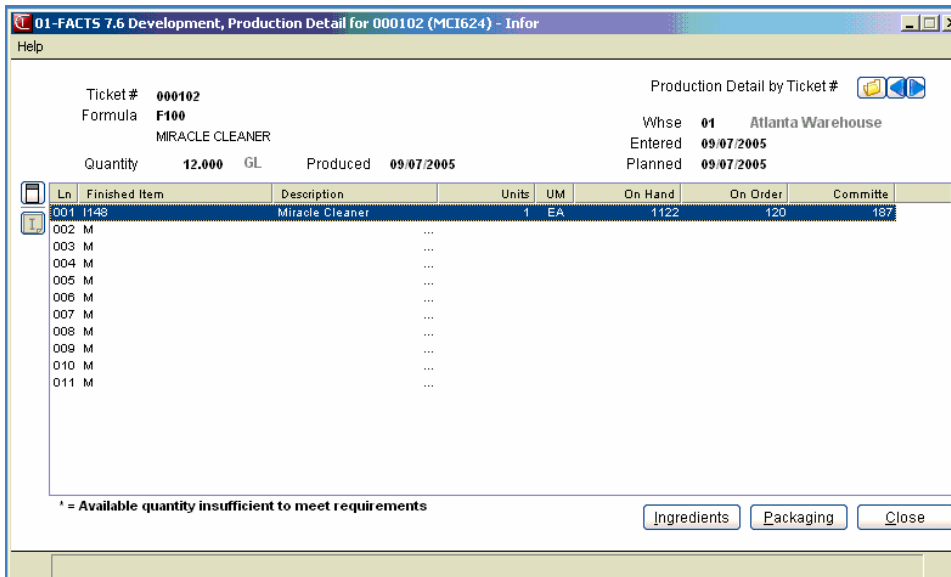 01-FACTS 7.6 Development, Production Detail for 000102 (MCI624) - Infor
Help
Ticket # 000102
Production Detail by Ticket #
Formula F100
MIRACLE CLEANER
Whse 01 Atlanta Warehouse
Entered 09/07/2005
Quantity 12.000 GL Produced 09/07/2005
Planned 09/07/2005
Ln Finished Item Description Units UM On Hand On Order Committe
001 I148 Miracle Cleaner 1 EA 1122 120 187
002 M ...
003 M ...
004 M ...
005 M ...
006 M ...
007 M ...
008 M ...
009 M ...
010 M ...
011 M ...
* = Available quantity insufficient to meet requirements
Ingredients Packaging Close